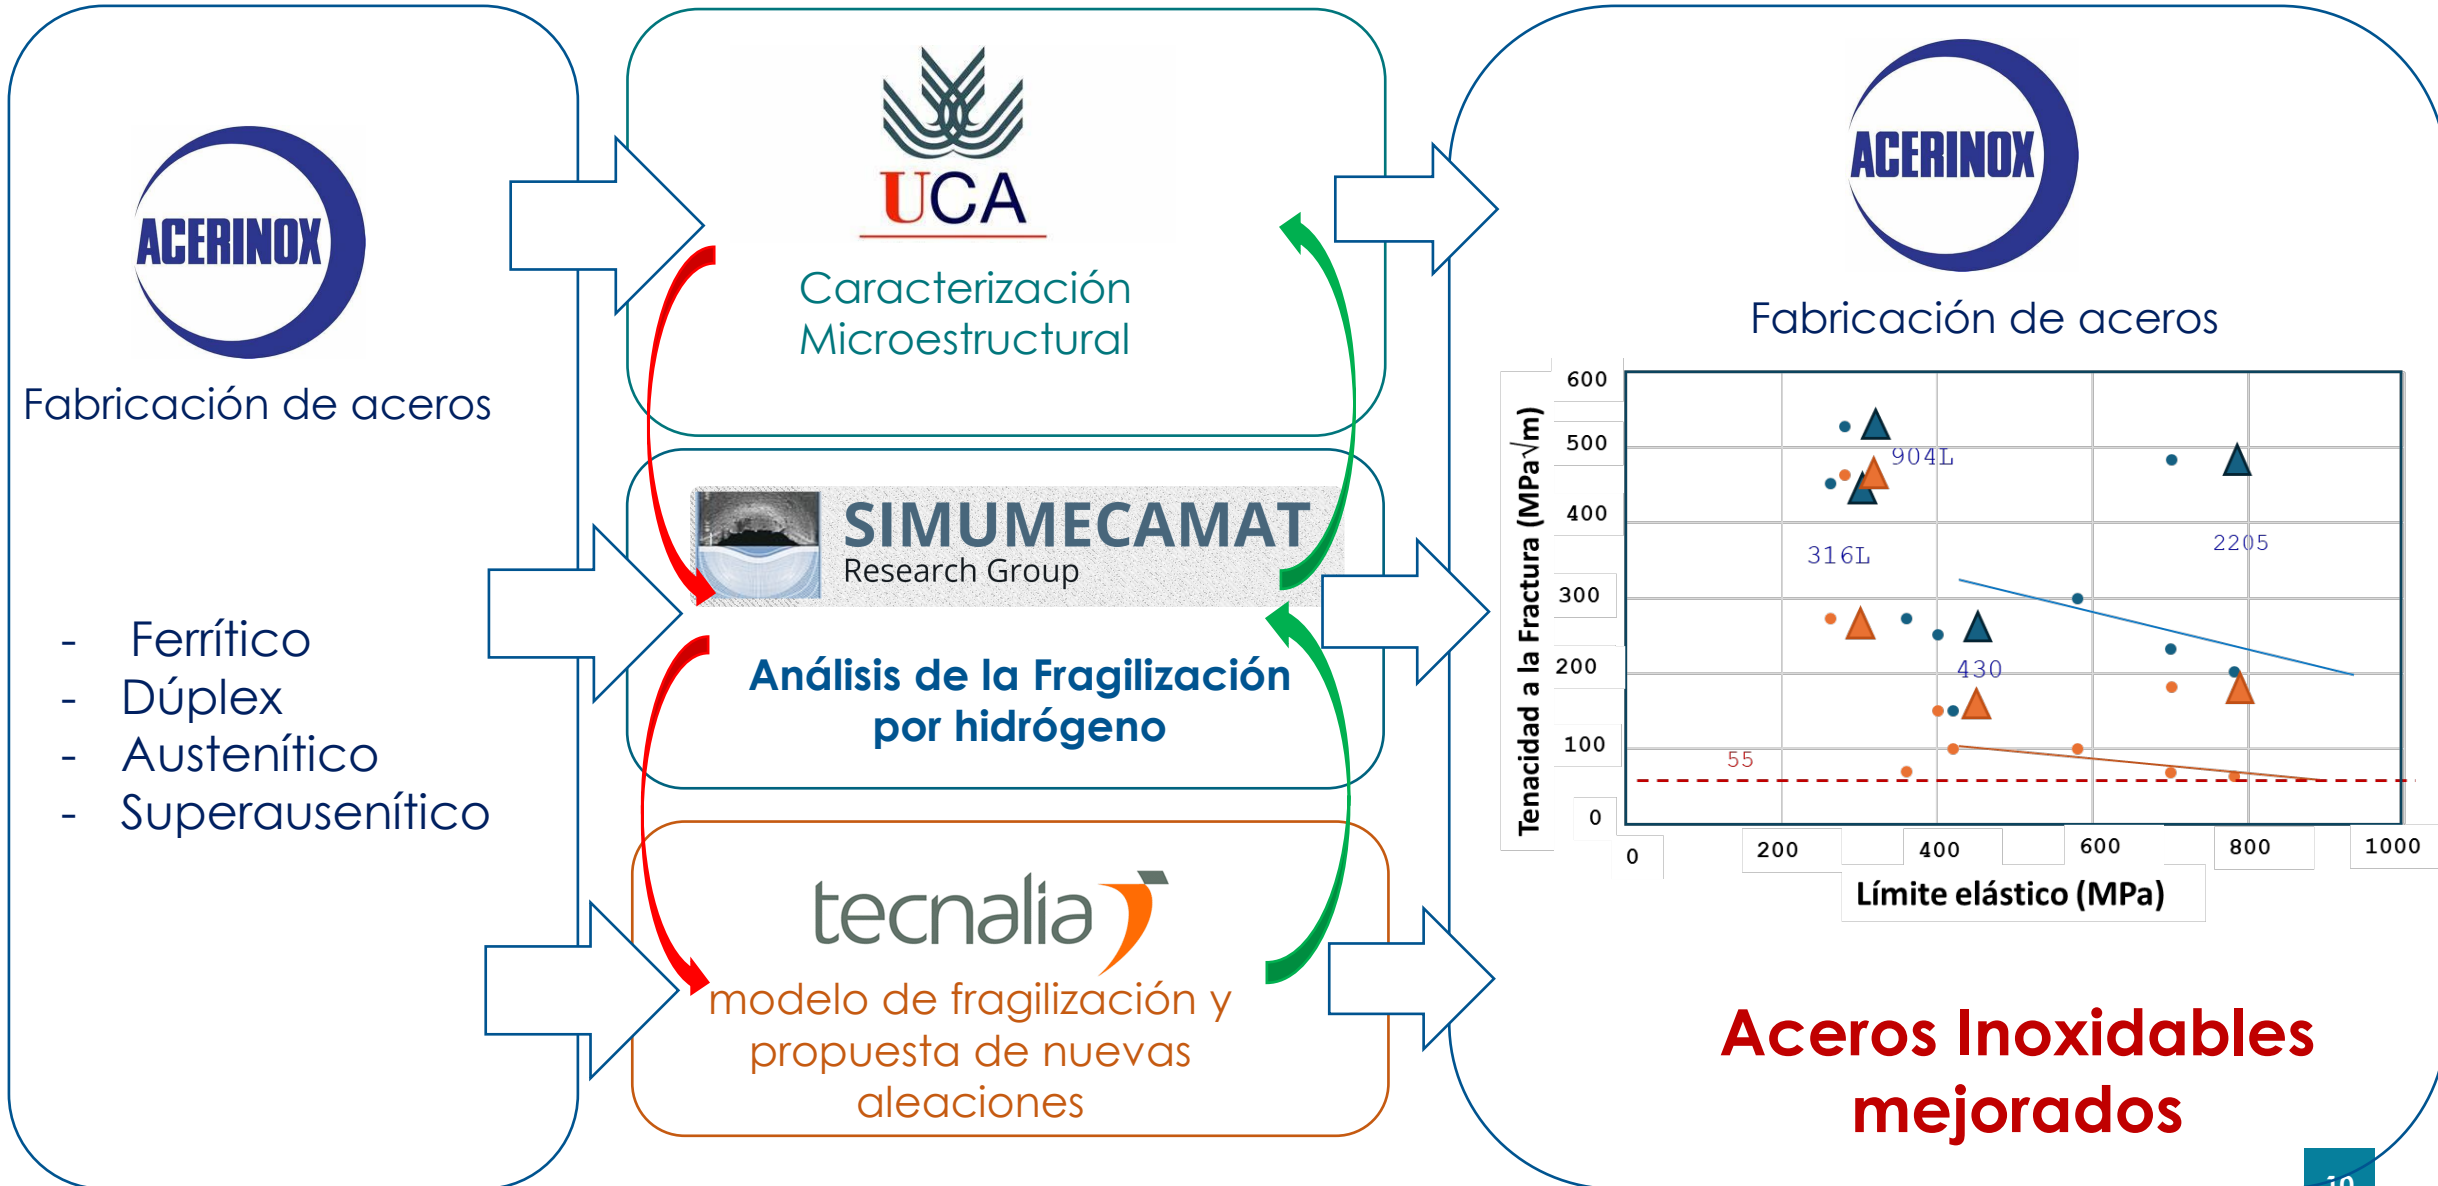 ACERINOX
Fabricación de aceros
- Ferrítico
- Dúplex
- Austenítico
- Superausenítico
UCA
Caracterización
Microestructural
SIMUMECAMAT
Research Group
Análisis de la Fragilización
por hidrógeno
tecnalia
modelo de fragilización y
propuesta de nuevas
aleaciones
ACERINOX
Fabricación de aceros
Tenacidad a la Fractura (MPa√m)
600
500
400
300
200
100
0
904L
316L
2205
430
55
0
200
400
600
800
1000
Límite elástico (MPa)
Aceros Inoxidables
mejorados